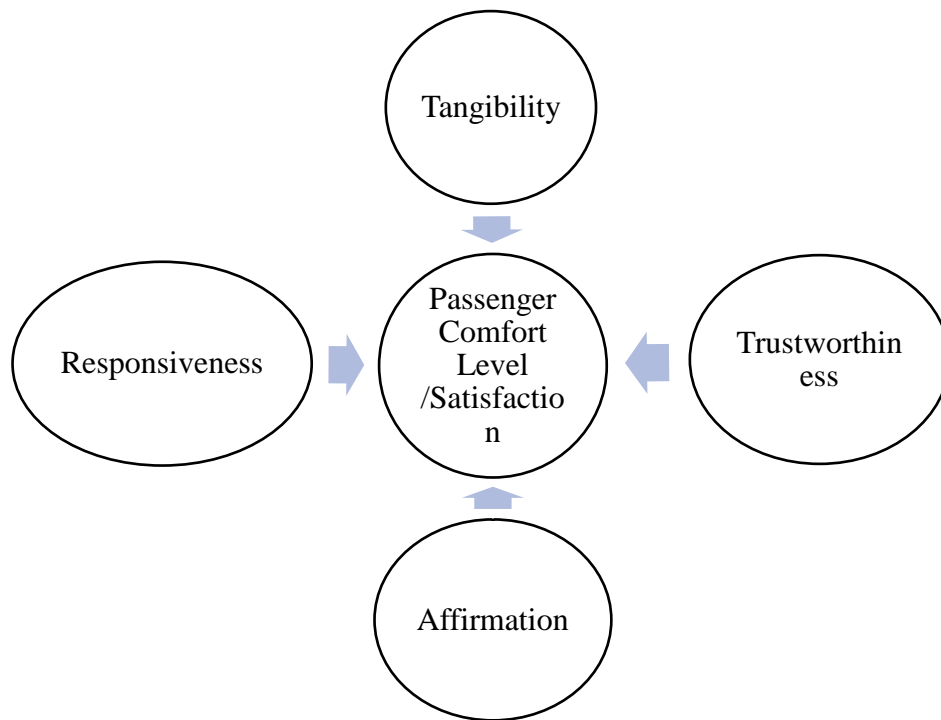 Tangibility
Responsiveness
Passenger
Comfort
Level
/Satisfactio
n
Trustworthin
ess
Affirmation